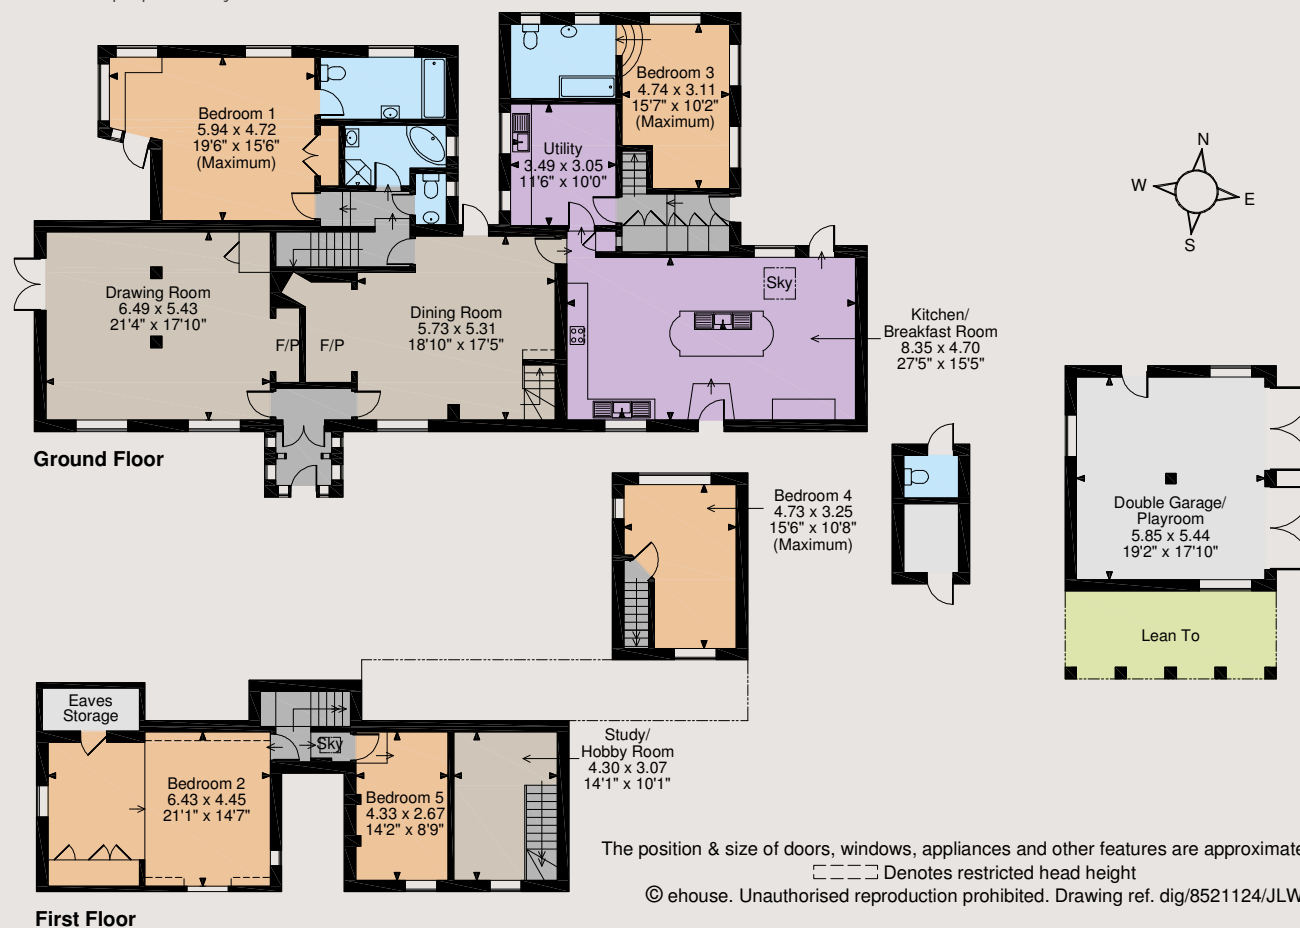 Bedroom 1
5.94 x 4.72
19'6" x 15'6"
(Maximum)
Bedroom 3
4.74 x 3.11
15'7" x 10'2"
(Maximum)
Utility
3.49 x 3.05
11'6" x 10'0"
N
W
E
S
Drawing Room
6.49 x 5.43
21'4" x 17'10"
F/P
F/P
Dining Room
5.73 x 5.31
18'10" x 17'5"
Sky
Kitchen/
Breakfast Room
8.35 x 4.70
27'5" x 15'5"
Ground Floor
Bedroom 4
4.73 x 3.25
15'6" x 10'8"
(Maximum)
Double Garage/
Playroom
5.85 x 5.44
19'2" x 17'10"
Lean To
Eaves
Storage
Bedroom 2
6.43 x 4.45
21'1" x 14'7"
Sky
Bedroom 5
4.33 x 2.67
14'2" x 8'9"
Study/
Hobby Room
4.30 x 3.07
14'1" x 10'1"
First Floor
The position & size of doors, windows, appliances and other features are approximate
Denotes restricted head height
© ehouse. Unauthorised reproduction prohibited. Drawing ref. dig/8521124/JLW